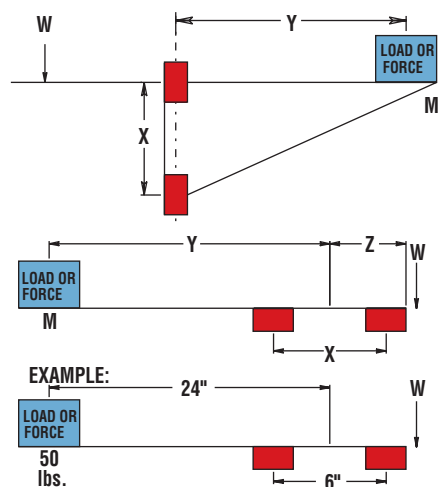 W
Y
LOAD OR
FORCE
M
X
Y
Z
W
LOAD OR
FORCE
M
X
EXAMPLE:
24"
W
LOAD OR
FORCE
50
lbs.
6"